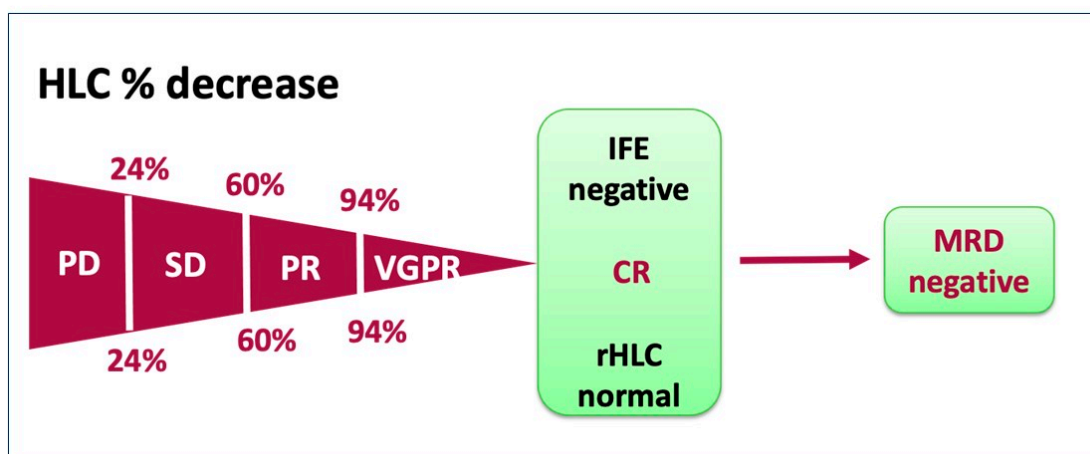 HLC % decrease
24%
60%
94%
PD
SD
PR
VGPR
24%
60%
94%
IFE
negative
CR
rHLC
normal
MRD
negative